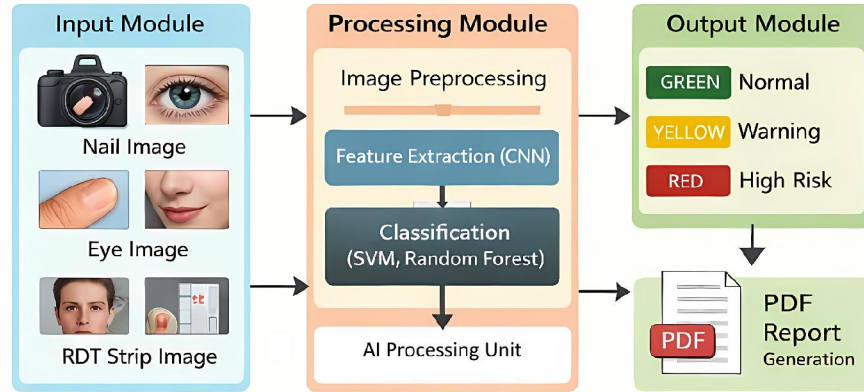 Input Module
Nail Image
Eye Image
RDT Strip Image
Processing Module
Image Preprocessing
Feature Extraction (CNN)
Classification
(SVM, Random Forest)
AI Processing Unit
Output Module
GREEN Normal
YELLOW Warning
RED High Risk
PDF
PDF
Report
Generation